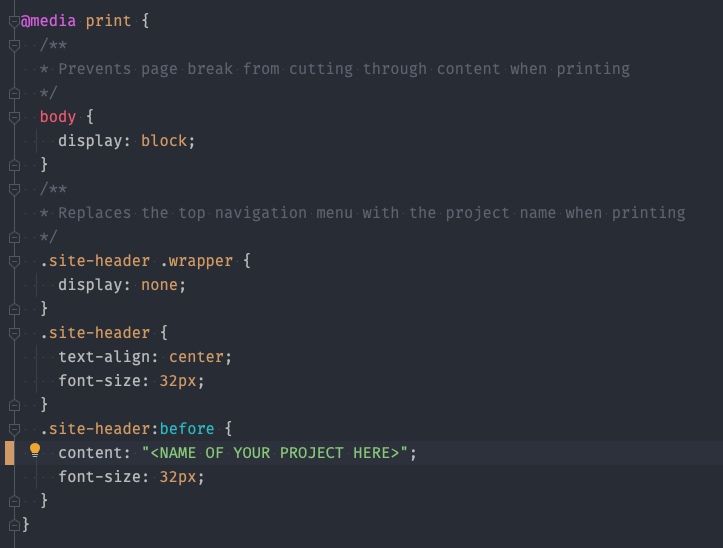 @media print {
  /**
  * Prevents page break from cutting through content when printing
  */
  body {
    display: block;
  }
  /**
  * Replaces the top navigation menu with the project name when printing
  */
  .site-header .wrapper {
    display: none;
  }
  .site-header {
    text-align: center;
    font-size: 32px;
  }
  .site-header:before {
    content: "<NAME OF YOUR PROJECT HERE>";
    font-size: 32px;
  }
}